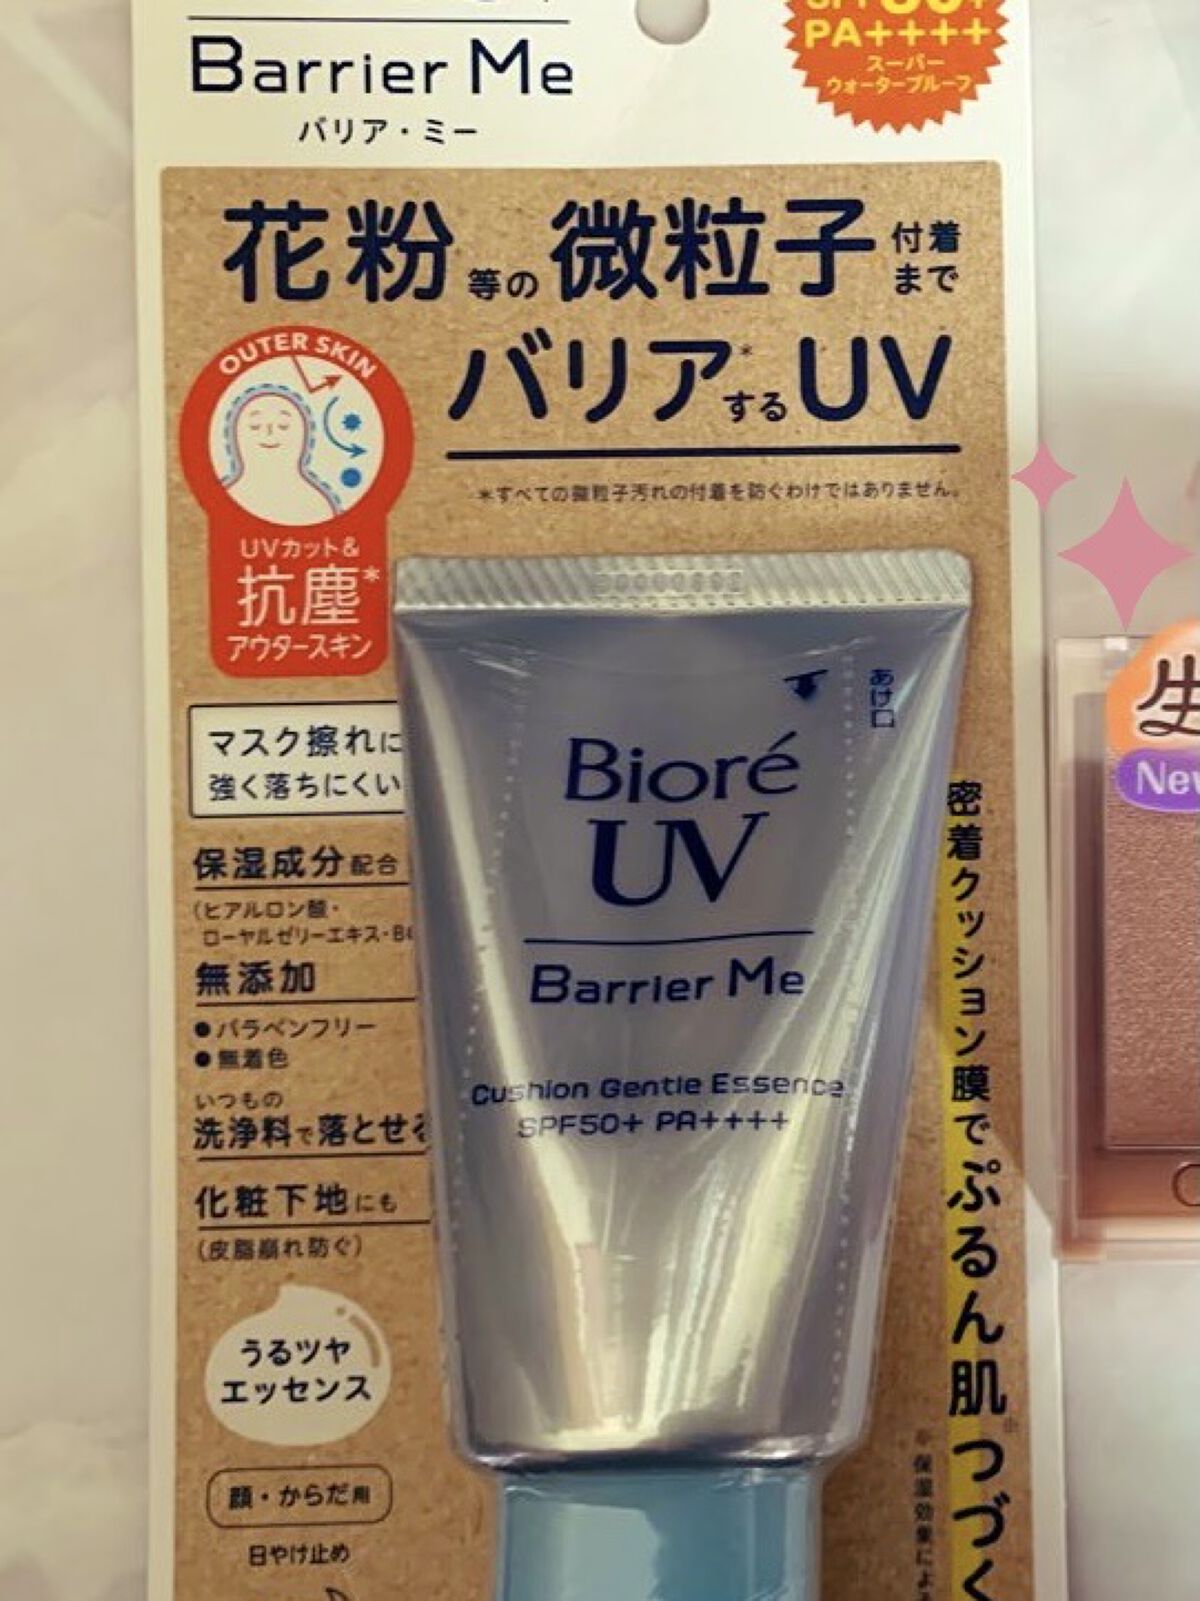 Barrier Me
バリア・ミー
PA++++
スーパー
ウォータープルーフ
花粉等の微粒子付着まで
バリア*するUV
*すべての微粒子汚れの付着を防ぐわけではありません。
OUTER SKIN
UVカット&
抗塵*
アウタースキン
マスク擦れに
強く落ちにくい
保湿成分配合
(ヒアルロン酸・
ローヤルゼリーエキス・BG
無添加
●パラベンフリー
●無着色
いつもの
洗浄料で落とせる
化粧下地にも
(皮脂崩れ防ぐ)
うるツヤ
エッセンス
顔・からだ用
日やけ止め
あけ口
Bioré
UV
Barrier Me
Cushion Gentle Essence
SPF50+ PA++++
密着クッション膜でぷるん肌※つづく
※保湿効果による
生
New